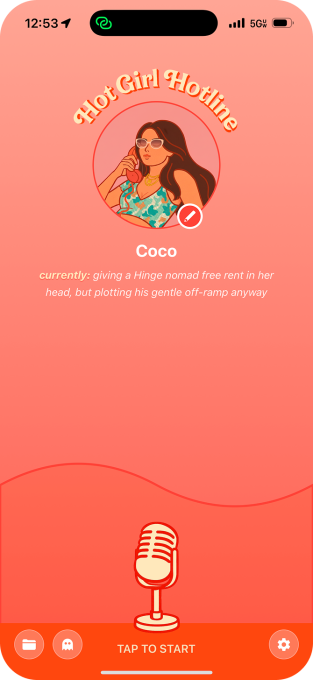 12:53
5G
Hot Girl Hotline
Coco
currently: giving a Hinge nomad free rent in her
head, but plotting his gentle off-ramp anyway
TAP TO START